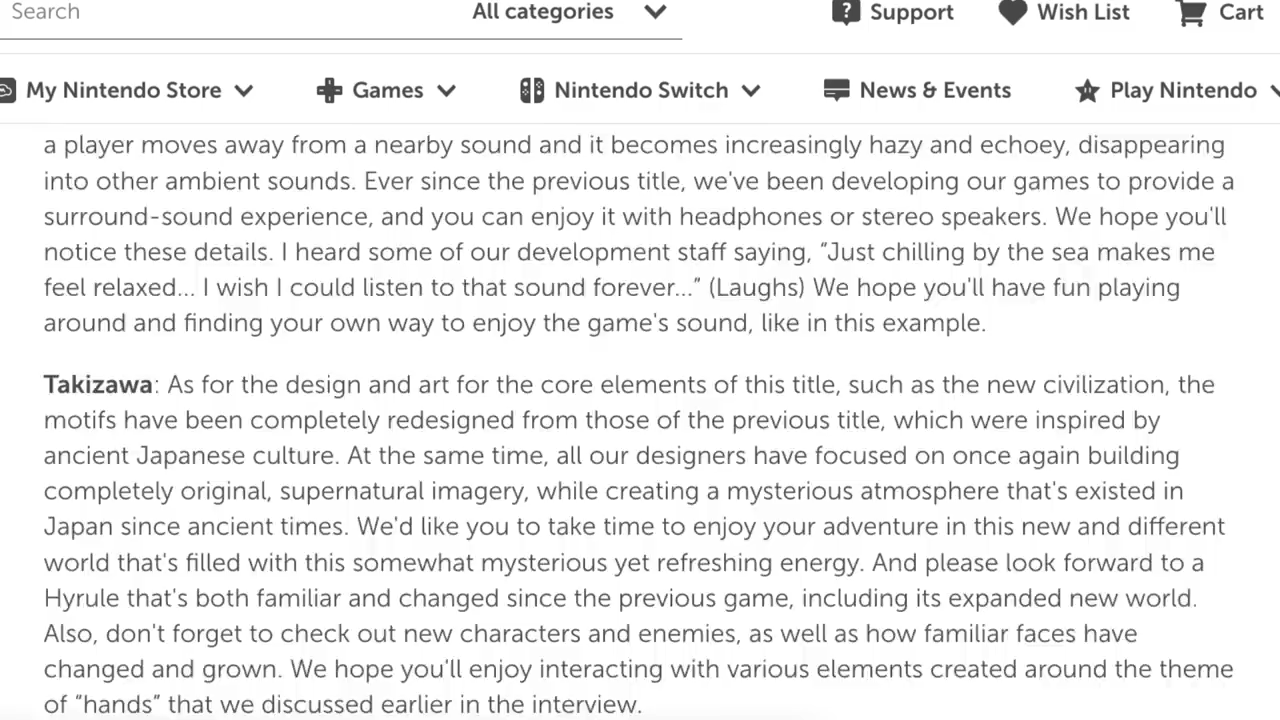 Search
All categories
Support
Wish List
Cart
My Nintendo Store
Games
Nintendo Switch
News & Events
Play Nintendo
a player moves away from a nearby sound and it becomes increasingly hazy and echoey, disappearing
into other ambient sounds. Ever since the previous title, we've been developing our games to provide a
surround-sound experience, and you can enjoy it with headphones or stereo speakers. We hope you'll
notice these details. I heard some of our development staff saying, “Just chilling by the sea makes me
feel relaxed... I wish I could listen to that sound forever...” (Laughs) We hope you'll have fun playing
around and finding your own way to enjoy the game's sound, like in this example.
Takizawa: As for the design and art for the core elements of this title, such as the new civilization, the
motifs have been completely redesigned from those of the previous title, which were inspired by
ancient Japanese culture. At the same time, all our designers have focused on once again building
completely original, supernatural imagery, while creating a mysterious atmosphere that's existed in
Japan since ancient times. We'd like you to take time to enjoy your adventure in this new and different
world that's filled with this somewhat mysterious yet refreshing energy. And please look forward to a
Hyrule that's both familiar and changed since the previous game, including its expanded new world.
Also, don't forget to check out new characters and enemies, as well as how familiar faces have
changed and grown. We hope you'll enjoy interacting with various elements created around the theme
of “hands” that we discussed earlier in the interview.